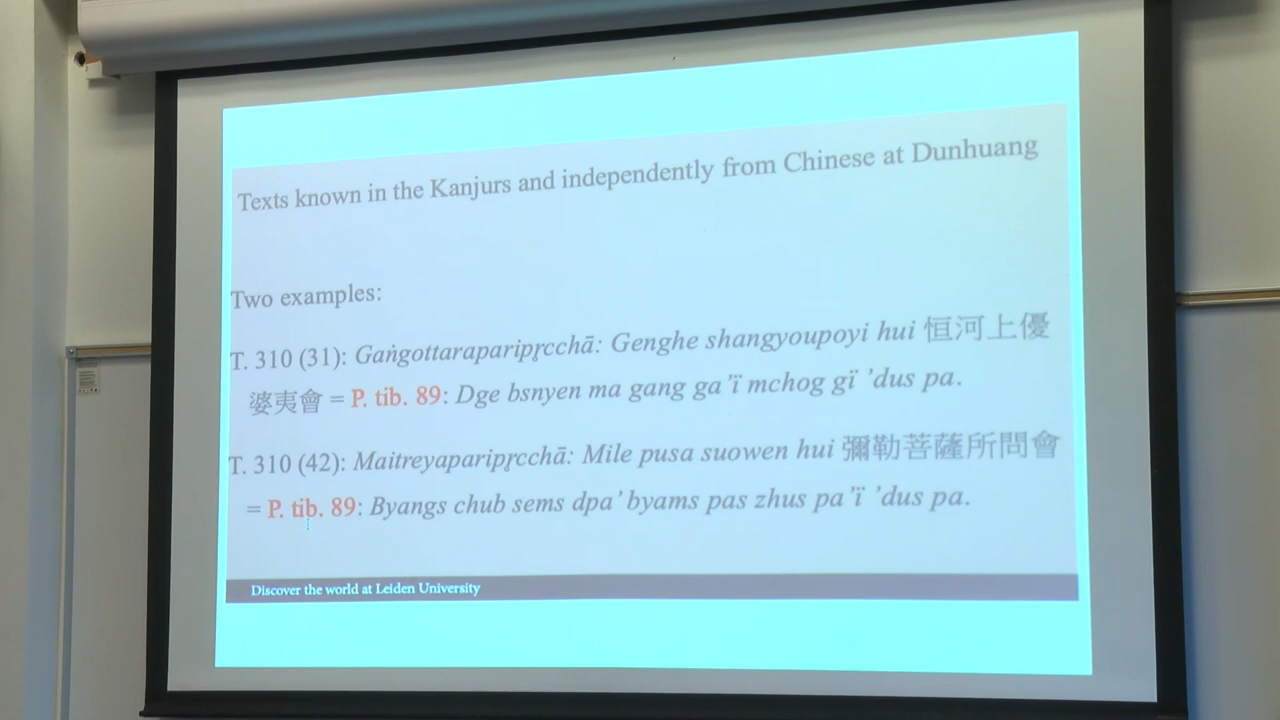 Texts known in the Kanjurs and independently from Chinese at Dunhuang
Two examples:
T. 310 (31): Gaṅgottaraparipṛcchā: Genghe shangyoupoyi hui 恒河上優
婆夷會 = P. tib. 89: Dge bsnyen ma gang ga’ï mchog gï ’dus pa.
T. 310 (42): Maitreyaparipṛcchā: Mile pusa suowen hui 彌勒菩薩所問會
= P. tib. 89: Byangs chub sems dpa’ byams pas zhus pa’ï ’dus pa.
Discover the world at Leiden University